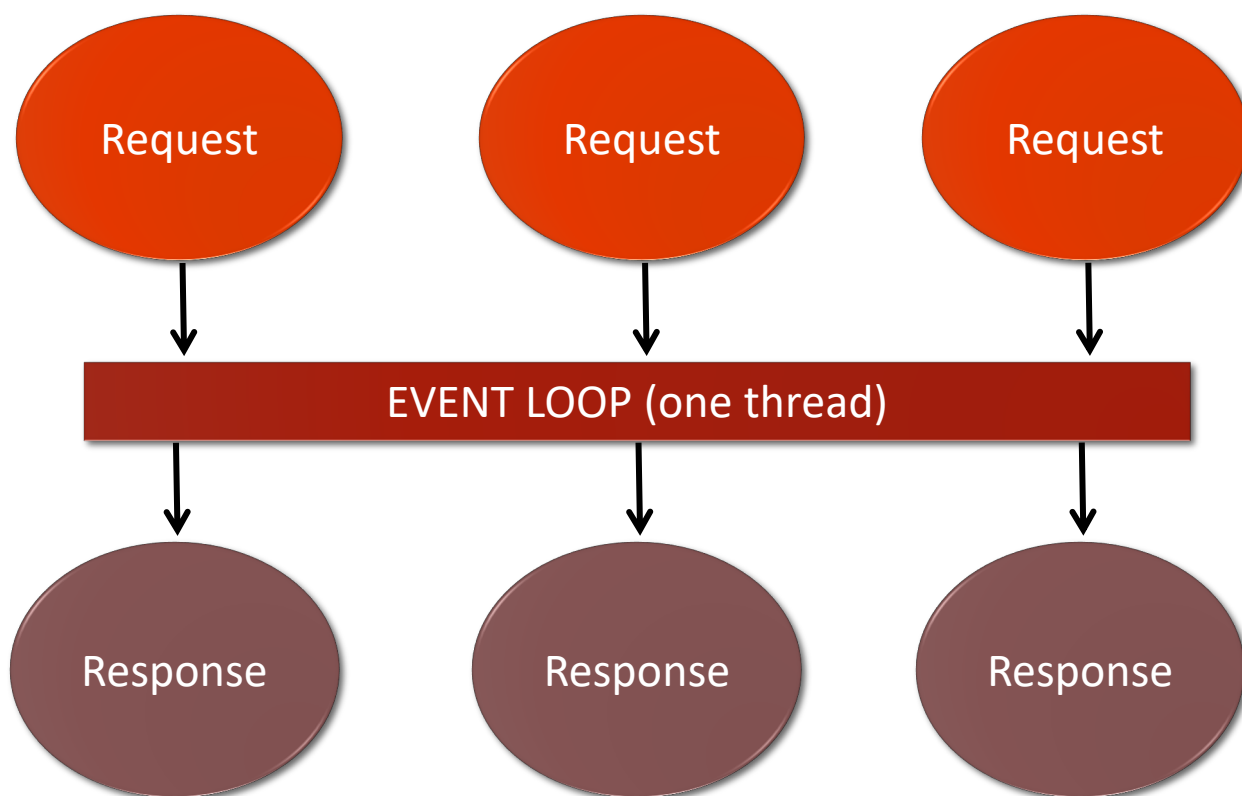 Request
Request
Request
EVENT LOOP (one thread)
Response
Response
Response